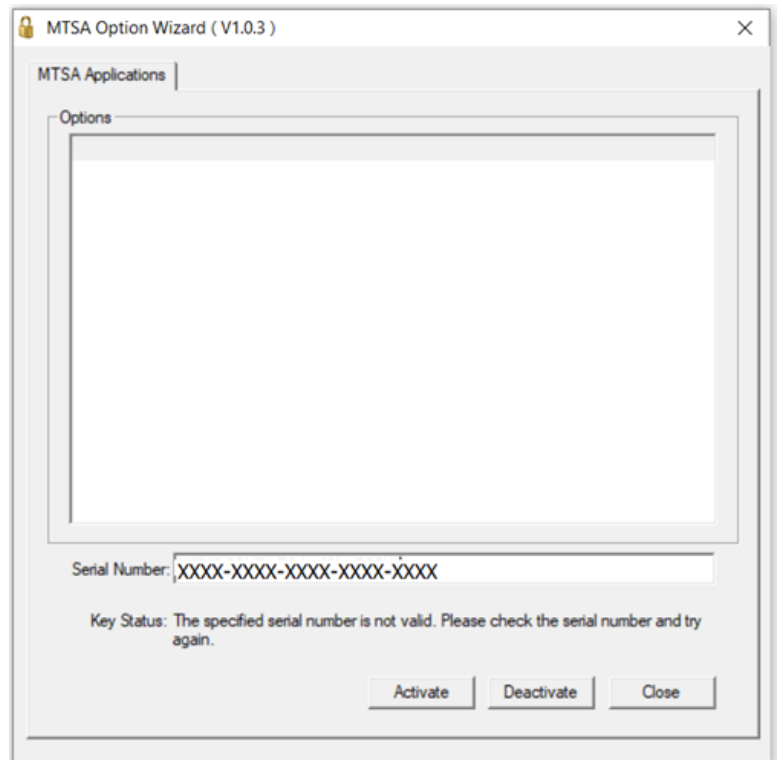 MTSA Option Wizard ( V1.0.3 )
MTSA Applications
Options
Serial Number: XXXX-XXXX-XXXX-XXXX-XXXX
Key Status: The specified serial number is not valid. Please check the serial number and try
again.
Activate Deactivate Close